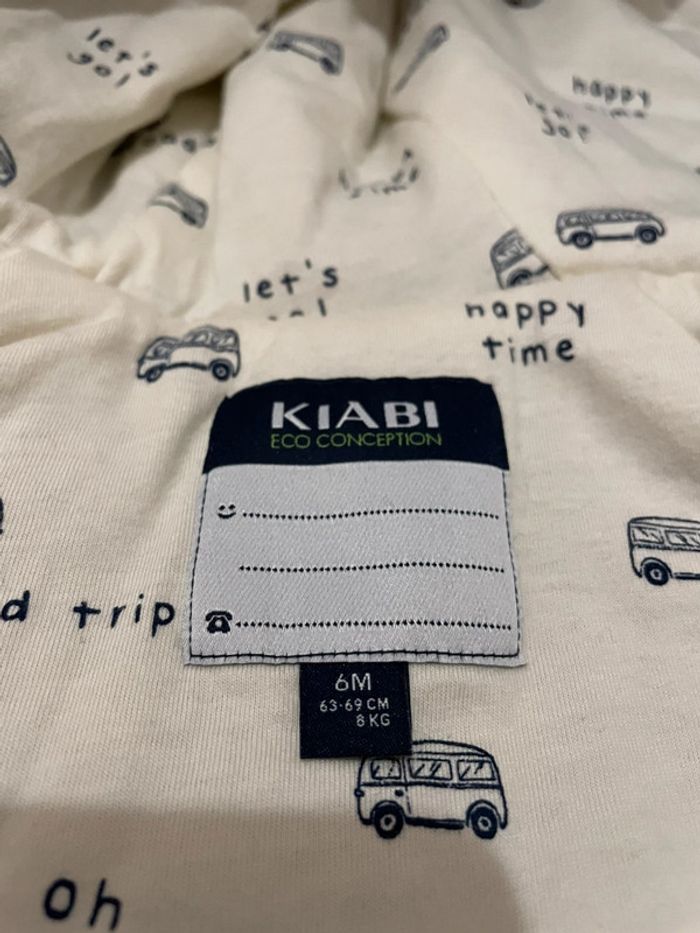 let's
go!
happy
time
let's
happy
time
KIABI
ECO CONCEPTION
d trip
6M
63-69 CM
8 KG
oh